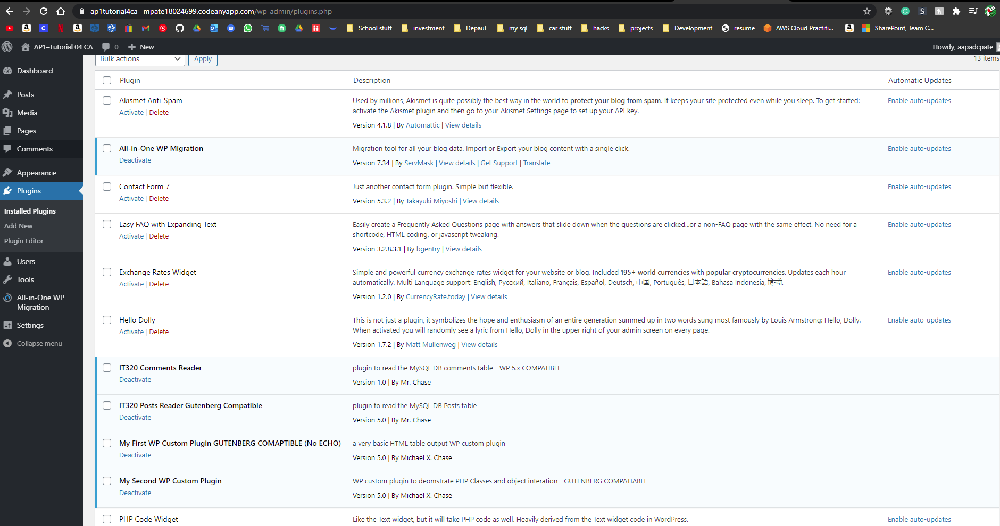 ap1tutorial4ca--mpate18024699.codeanyapp.com/wp-admin/plugins.php
School stuff investment Depaul my sql car stuff hacks projects Development resume AWS Cloud Practiti... SharePoint, Team C...
AP1–Tutorial 04 CA 0 New Howdy, aapadcpate
Bulk actions Apply 13 items
Dashboard
Posts
Media
Pages
Comments
Appearance
Plugins
Installed Plugins
Add New
Plugin Editor
Users
Tools
All-in-One WP
Migration
Settings
Collapse menu
Plugin Description Automatic Updates
Akismet Anti-Spam
Activate | Delete
Used by millions, Akismet is quite possibly the best way in the world to protect your blog from spam. It keeps your site protected even while you sleep. To get started:
activate the Akismet plugin and then go to your Akismet Settings page to set up your API key.
Version 4.1.8 | By Automattic | View details
Enable auto-updates
All-in-One WP Migration
Deactivate
Migration tool for all your blog data. Import or Export your blog content with a single click.
Version 7.34 | By ServMask | View details | Get Support | Translate
Enable auto-updates
Contact Form 7
Activate | Delete
Just another contact form plugin. Simple but flexible.
Version 5.3.2 | By Takayuki Miyoshi | View details
Enable auto-updates
Easy FAQ with Expanding Text
Activate | Delete
Easily create a Frequently Asked Questions page with answers that slide down when the questions are clicked...or a non-FAQ page with the same effect. No need for a
shortcode, HTML coding, or javascript tweaking.
Version 3.2.8.3.1 | By bgentry | View details
Enable auto-updates
Exchange Rates Widget
Activate | Delete
Simple and powerful currency exchange rates widget for your website or blog. Included 195+ world currencies with popular cryptocurrencies. Updates each hour
automatically. Multi Language support: English, Русский, Italiano, Français, Español, Deutsch, 中国, Português, 日本語, Bahasa Indonesia, हिन्दी.
Version 1.2.0 | By CurrencyRate.today | View details
Enable auto-updates
Hello Dolly
Activate | Delete
This is not just a plugin, it symbolizes the hope and enthusiasm of an entire generation summed up in two words sung most famously by Louis Armstrong: Hello, Dolly.
When activated you will randomly see a lyric from Hello, Dolly in the upper right of your admin screen on every page.
Version 1.7.2 | By Matt Mullenweg | View details
Enable auto-updates
IT320 Comments Reader
Deactivate
plugin to read the MySQL DB comments table - WP 5.x COMPATIBLE
Version 1.0 | By Mr. Chase
IT320 Posts Reader Gutenberg Compatible
Deactivate
plugin to read the MySQL DB Posts table
Version 5.0 | By Mr. Chase
My First WP Custom Plugin GUTENBERG COMAPTIBLE (No ECHO)
Deactivate
a very basic HTML table output WP custom plugin
Version 5.0 | By Michael X. Chase
My Second WP Custom Plugin
Deactivate
WP custom plugin to deomstrate PHP Classes and object interation - GUTENBERG COMPATIABLE
Version 5.0 | By Michael X. Chase
PHP Code Widget
Like the Text widget, but it will take PHP code as well. Heavily derived from the Text widget code in WordPress.
Enable auto-updates